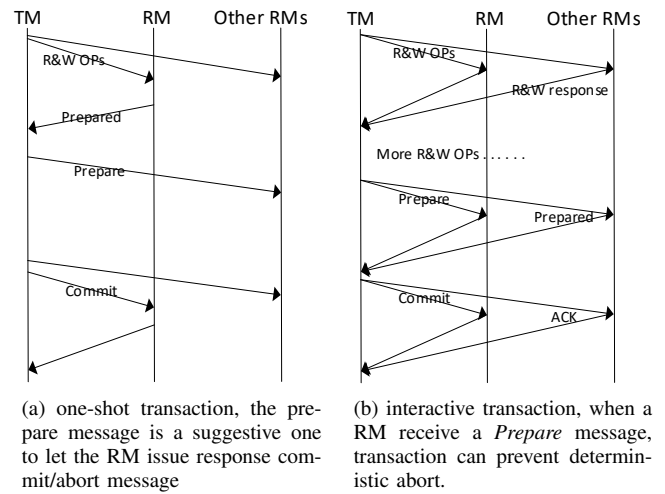 TM RM Other RMs
R&W OPs
Prepared
Prepare
Commit
(a) one-shot transaction, the pre-
pare message is a suggestive one
to let the RM issue response com-
mit/abort message
TM RM Other RMs
R&W OPs
R&W response
More R&W OPs . . . . . .
Prepare
Prepared
Commit
ACK
(b) interactive transaction, when a
RM receive a Prepare message,
transaction can prevent determin-
istic abort.